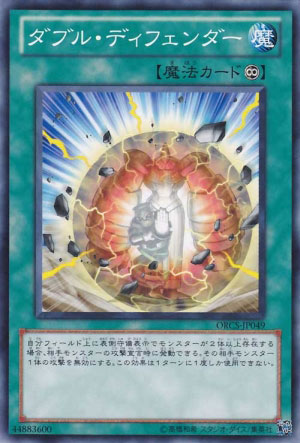 ダブル・ディフェンダー
魔
【魔法カード】
ORCS-JP049
自分フィールド上に表側守備表示でモンスターが2体以上存在する
場合、相手モンスターの攻撃宣言時に発動できる。その相手モンスター
1体の攻撃を無効にする。この効果は1ターンに1度しか使用できない。
44883600
©高橋和希 スタジオ・ダイス/集英社